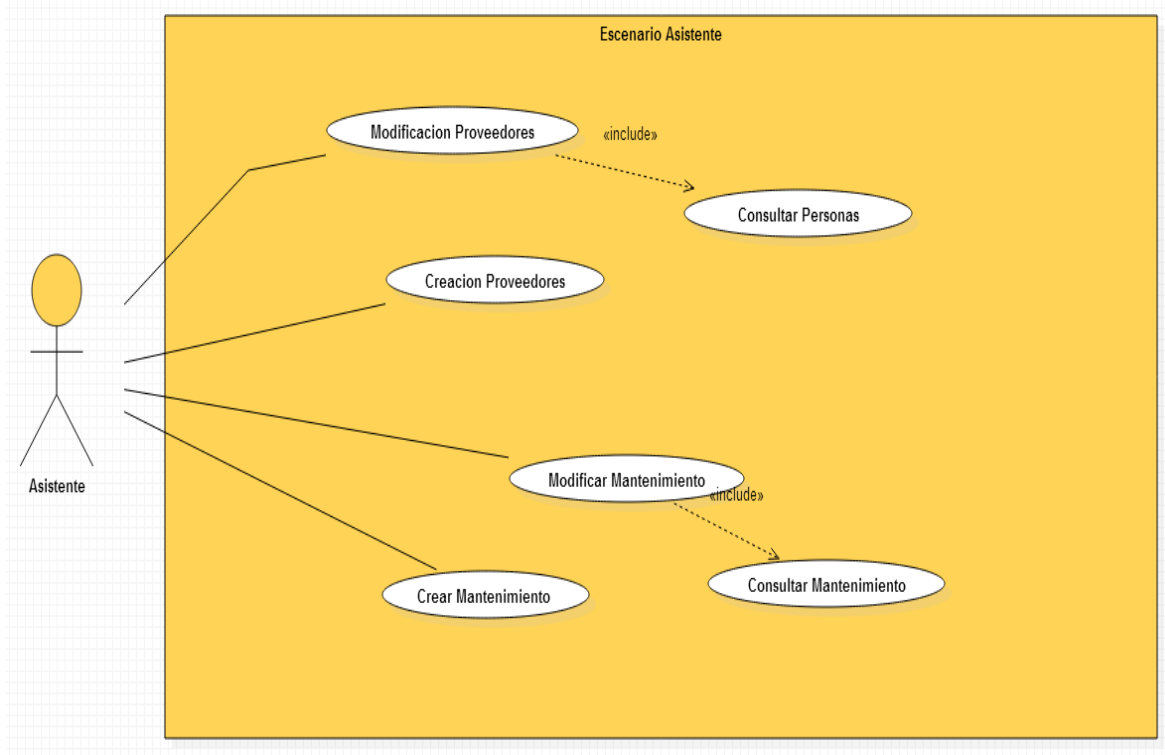 Escenario Asistente
Modificacion Proveedores
«include»
Consultar Personas
Creacion Proveedores
Asistente
Modificar Mantenimiento
«include»
Consultar Mantenimiento
Crear Mantenimiento